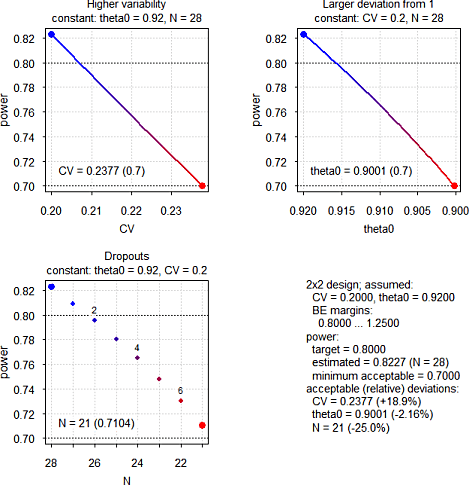 Higher variability
constant: theta0 = 0.92, N = 28
power
0.82
0.80
0.78
0.76
0.74
0.72
0.70
CV = 0.2377 (0.7)
0.20 0.21 0.22 0.23
CV
Larger deviation from 1
constant: CV = 0.2, N = 28
power
0.82
0.80
0.78
0.76
0.74
0.72
0.70
theta0 = 0.9001 (0.7)
0.920 0.915 0.910 0.905 0.900
theta0
Dropouts
constant: theta0 = 0.92, CV = 0.2
power
0.82
0.80
0.78
0.76
0.74
0.72
0.70
2
4
6
N = 21 (0.7104)
28 26 24 22
N
2x2 design; assumed:
CV = 0.2000, theta0 = 0.9200
BE margins:
0.8000 ... 1.2500
power:
target = 0.8000
estimated = 0.8227 (N = 28)
minimum acceptable = 0.7000
acceptable (relative) deviations:
CV = 0.2377 (+18.9%)
theta0 = 0.9001 (-2.16%)
N = 21 (-25.0%)